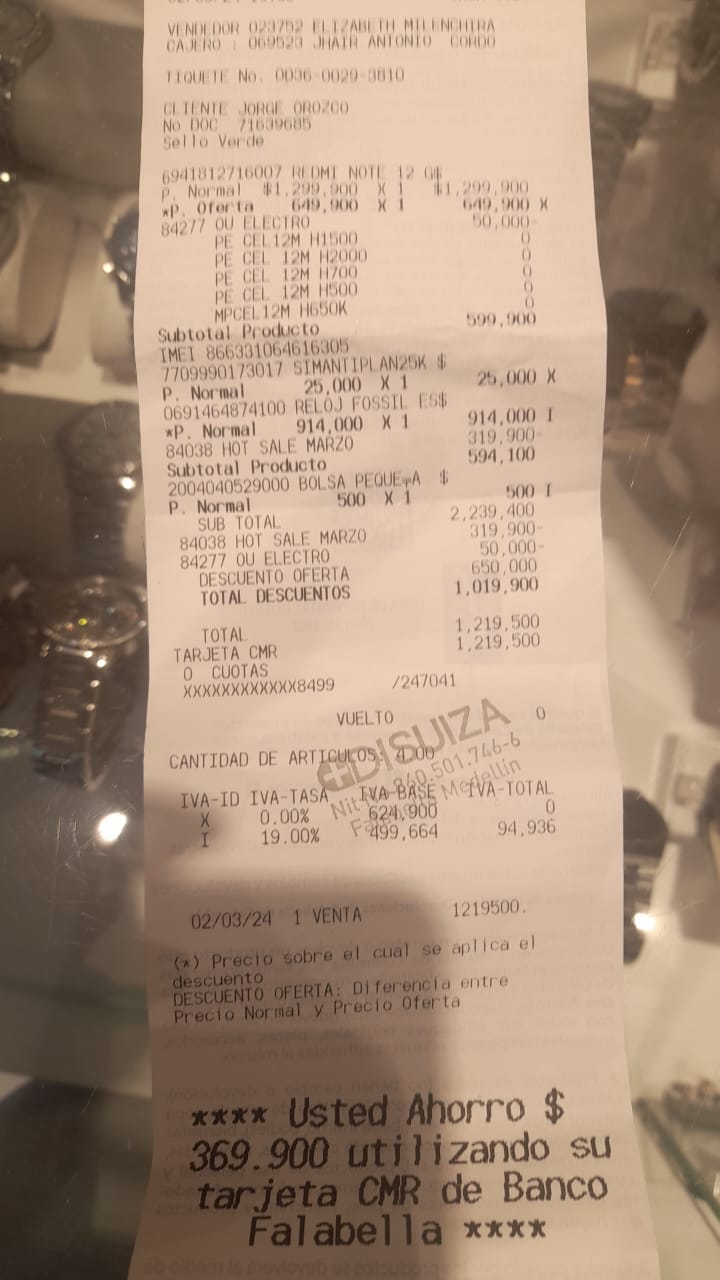 VENDEDOR 023752 ELIZABETH MILENCHIRA
CAJERO : 069523 JHAIR ANTONIO GORDO
TIQUETE No. 0036-0029-3810
CLIENTE JORGE OROZCO
No DOC 71639685
Sello Verde
6941812716007 REDMI NOTE 12 G$
P. Normal $1,299,900 X 1 $1,299,900
*P. Oferta 649,900 X 1 649,900 X
84277 OU ELECTRO 50,000-
PE CEL12M H1500 0
PE CEL 12M H2000 0
PE CEL 12M H700 0
PE CEL 12M H500 0
MPCEL12M H650K 0
Subtotal Producto 599,900
IMEI 866331064616305
7709990173017 SIMANTIPLAN25K $
P. Normal 25,000 X 1 25,000 X
0691464874100 RELOJ FOSSIL ES$
*P. Normal 914,000 X 1 914,000 I
84038 HOT SALE MARZO 319,900-
Subtotal Producto 594,100
2004040529000 BOLSA PEQUE¬A $
P. Normal 500 X 1 500 I
SUB TOTAL 2,239,400
84038 HOT SALE MARZO 319,900-
84277 OU ELECTRO 50,000-
DESCUENTO OFERTA 650,000
TOTAL DESCUENTOS 1,019,900
TOTAL 1,219,500
TARJETA CMR 1,219,500
0 CUOTAS
XXXXXXXXXXXX8499 /247041
VUELTO 0
CANTIDAD DE ARTICULOS: 4.00
DISUIZA
Nit: 860.501.746-6
Medellin
IVA-ID IVA-TASA IVA-BASE IVA-TOTAL
X 0.00% 624,900 0
I 19.00% 499,664 94,936
02/03/24 1 VENTA 1219500.
(*) Precio sobre el cual se aplica el
descuento
DESCUENTO OFERTA: Diferencia entre
Precio Normal y Precio Oferta
**** Usted Ahorro $
369.900 utilizando su
tarjeta CMR de Banco
Falabella ****